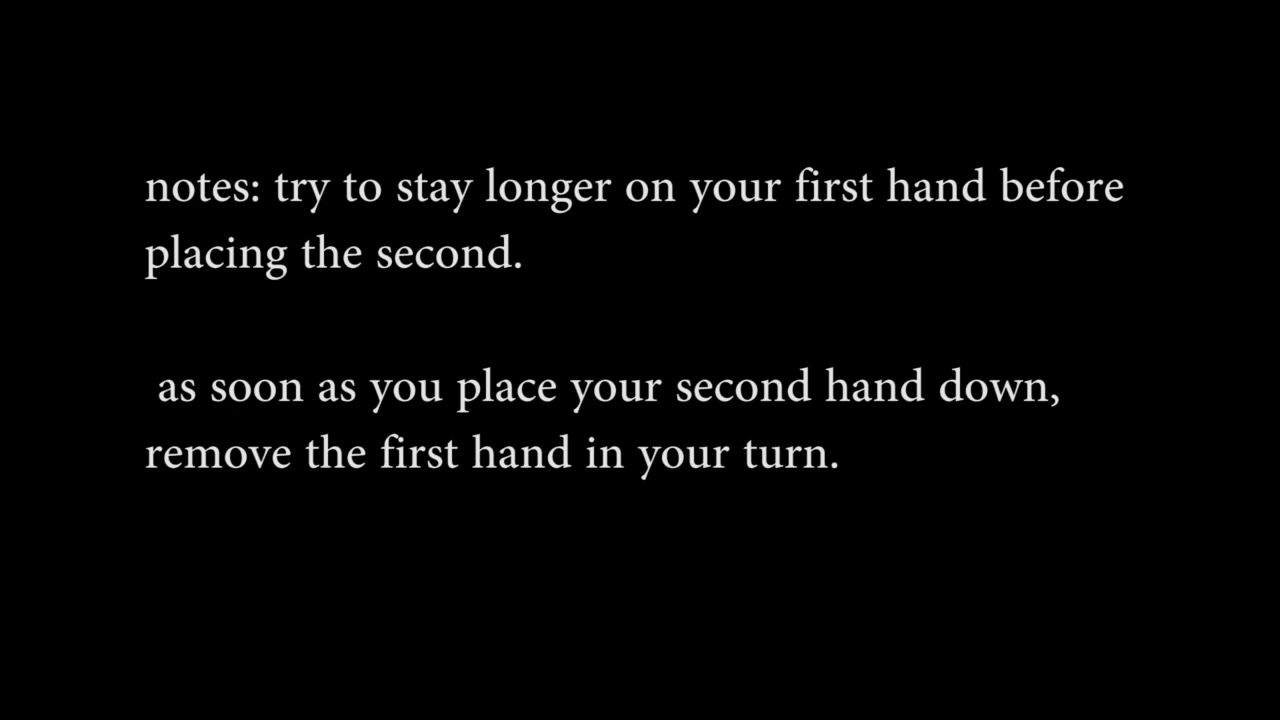 notes: try to stay longer on your first hand before
placing the second.
as soon as you place your second hand down,
remove the first hand in your turn.